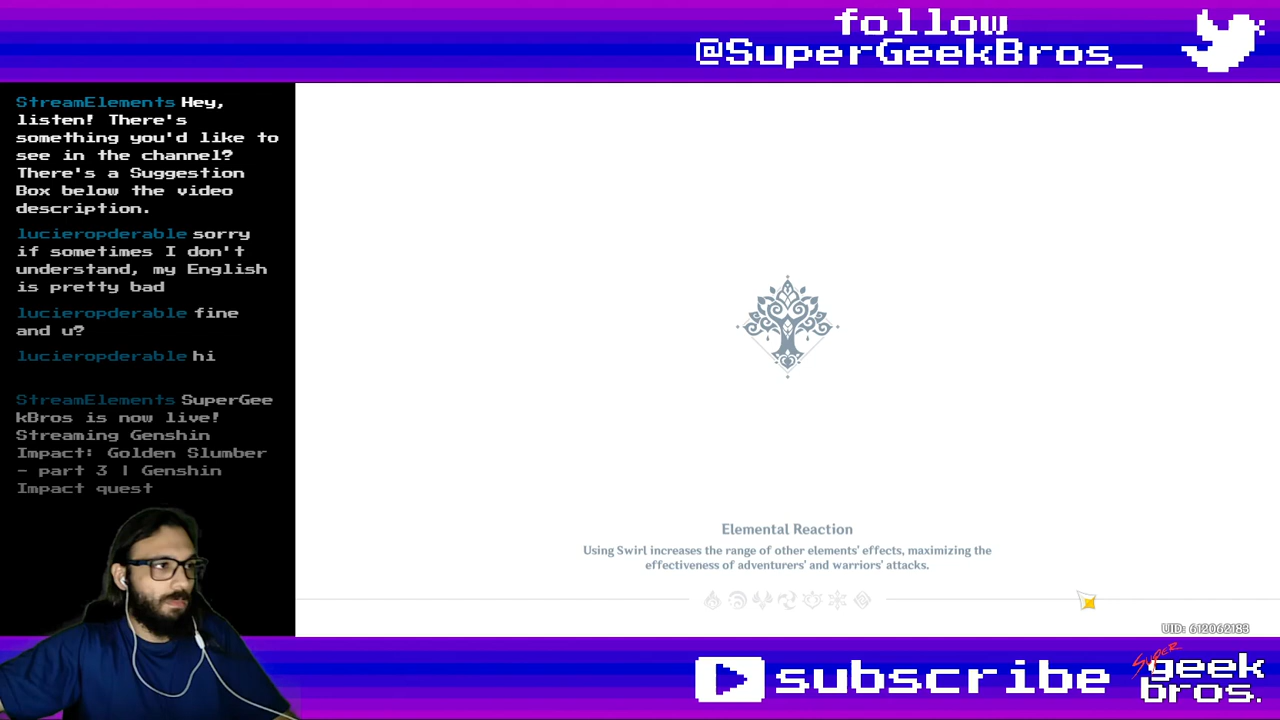 follow
@SuperGeekBros_
StreamElements Hey,
listen! There's
something you'd like to
see in the channel?
There's a Suggestion
Box below the video
description.
lucieropderable sorry
if sometimes I don't
understand, my English
is pretty bad
lucieropderable fine
and u?
lucieropderable hi
StreamElements SuperGee
kBros is now live!
Streaming Genshin
Impact: Golden Slumber
- part 3 | Genshin
Impact quest
Elemental Reaction
Using Swirl increases the range of other elements' effects, maximizing the
effectiveness of adventurers' and warriors' attacks.
UID: 612062183
subscribe
SUPER
geek
bros.